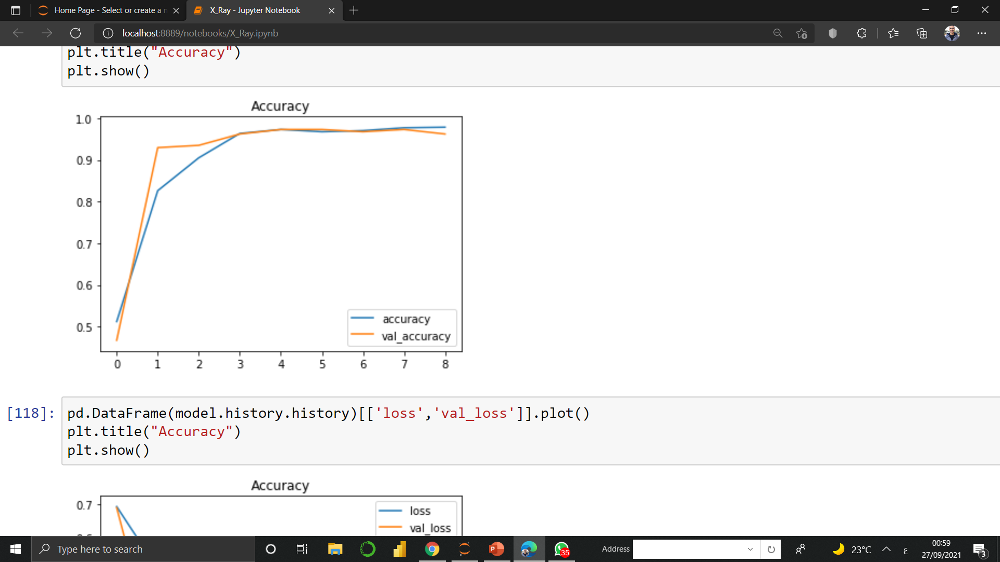 Home Page - Select or create a n
X_Ray - Jupyter Notebook
localhost:8889/notebooks/X_Ray.ipynb
plt.title("Accuracy")
plt.show()
Accuracy
1.0
0.9
0.8
0.7
0.6
0.5
accuracy
val_accuracy
0 1 2 3 4 5 6 7 8
[118]:
pd.DataFrame(model.history.history)[['loss','val_loss']].plot()
plt.title("Accuracy")
plt.show()
Accuracy
0.7
loss
val_loss
Type here to search
P
35
Address
23°C
ع
00:59
27/09/2021
3